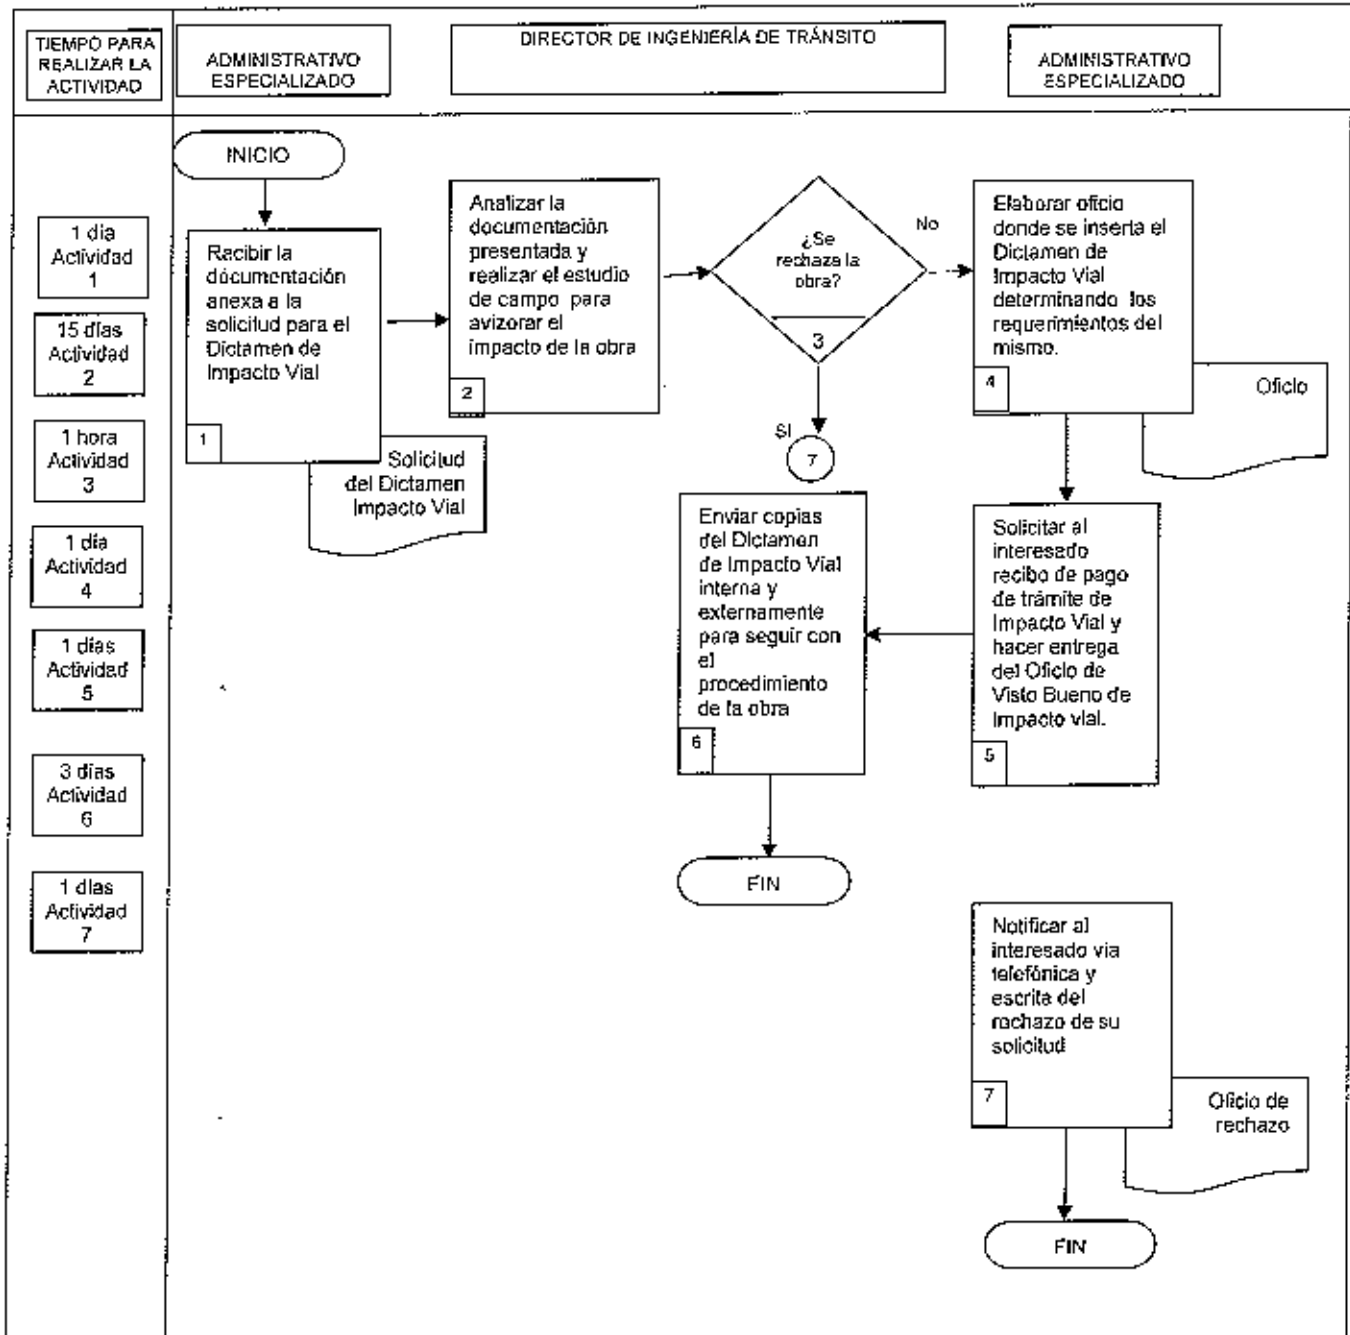 TIEMPO PARA
REALIZAR LA
ACTIVIDAD
ADMINISTRATIVO
ESPECIALIZADO
DIRECTOR DE INGENIERÍA DE TRÁNSITO
ADMINISTRATIVO
ESPECIALIZADO
1 día
Actividad
1
15 días
Actividad
2
1 hora
Actividad
3
1 día
Actividad
4
1 días
Actividad
5
3 días
Actividad
6
1 días
Actividad
7
INICIO
Recibir la
documentación
anexa a la
solicitud para el
Dictamen de
Impacto Vial
1
Solicitud
del Dictamen
Impacto Vial
Analizar la
documentación
presentada y
realizar el estudio
de campo para
avizorar el
impacto de la obra
2
¿Se
rechaza la
obra?
3
No
SI
7
Elaborar oficio
donde se inserta el
Dictamen de
Impacto Vial
determinando los
requerimientos del
mismo.
4
Oficio
Solicitar al
interesado
recibo de pago
de trámite de
Impacto Vial y
hacer entrega
del Oficio de
Visto Bueno de
Impacto vial.
5
Enviar copias
del Dictamen
de Impacto Vial
interna y
externamente
para seguir con
el
procedimiento
de la obra
6
FIN
Notificar al
interesado via
telefónica y
escrita del
rechazo de su
solicitud
7
Oficio de
rechazo
FIN